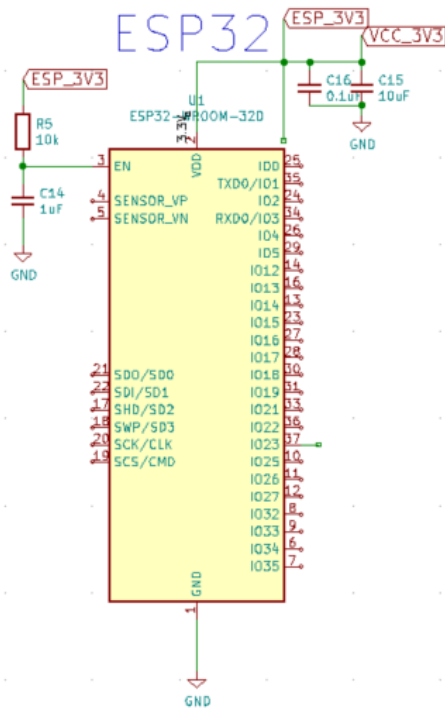 ESP32
ESP_3V3
VCC_3V3
ESP_3V3
C16
0.1uF
C15
10uF
GND
U1
ESP32-WROOM-32D
3.3V
R5
10k
C14
1uF
GND
2
VDD
3
EN
4
SENSOR_VP
5
SENSOR_VN
21
SDO/SD0
22
SDI/SD1
17
SHD/SD2
18
SWP/SD3
20
SCK/CLK
19
SCS/CMD
IO0
25
TXD0/IO1
35
IO2
24
RXD0/IO3
34
IO4
26
IO5
29
IO12
14
IO13
16
IO14
13
IO15
23
IO16
27
IO17
28
IO18
30
IO19
31
IO21
33
IO22
36
IO23
37
IO25
10
IO26
11
IO27
12
IO32
8
IO33
9
IO34
6
IO35
7
GND
1
GND